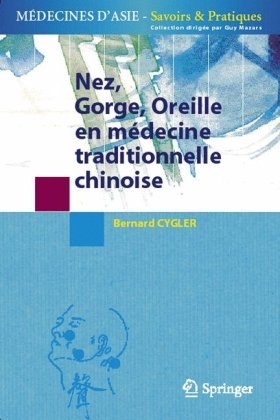 MÉDECINES D'ASIE - Savoirs & Pratiques
Collection dirigée par Guy Mazars
Nez,
Gorge, Oreille
en médecine
traditionnelle
chinoise
Bernard CYGLER
Springer